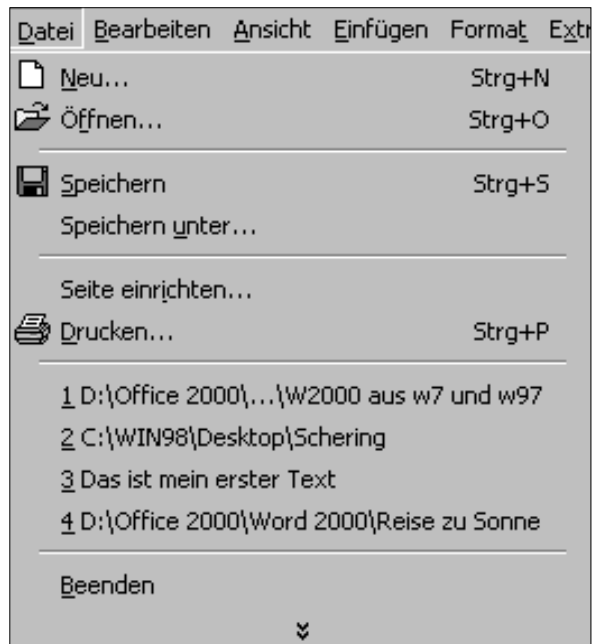 Datei Bearbeiten Ansicht Einfügen Format Extr
Neu... Strg+N
Öffnen... Strg+O
Speichern Strg+S
Speichern unter...
Seite einrichten...
Drucken... Strg+P
1 D:\Office 2000\...\W2000 aus w7 und w97
2 C:\WIN98\Desktop\Schering
3 Das ist mein erster Text
4 D:\Office 2000\Word 2000\Reise zu Sonne
Beenden